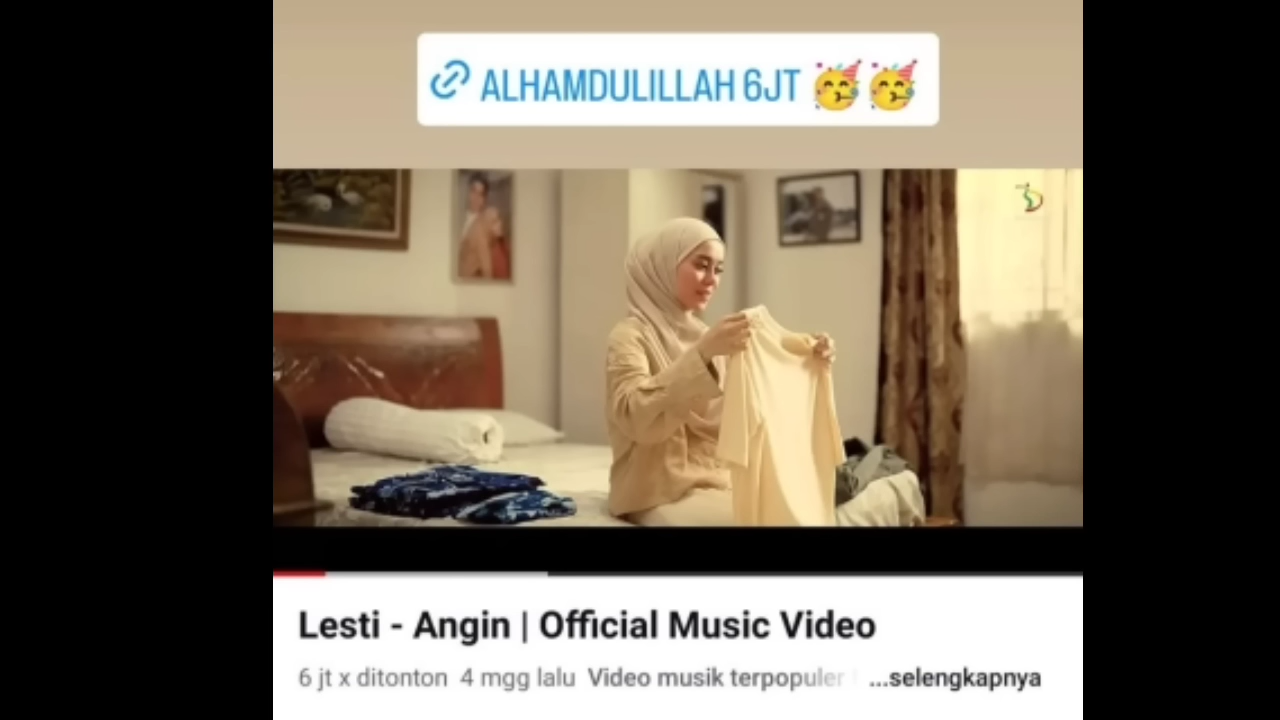 ALHAMDULILLAH 6JT 🥳🥳
Lesti - Angin | Official Music Video
6 jt x ditonton 4 mgg lalu Video musik terpopuler ...selengkapnya